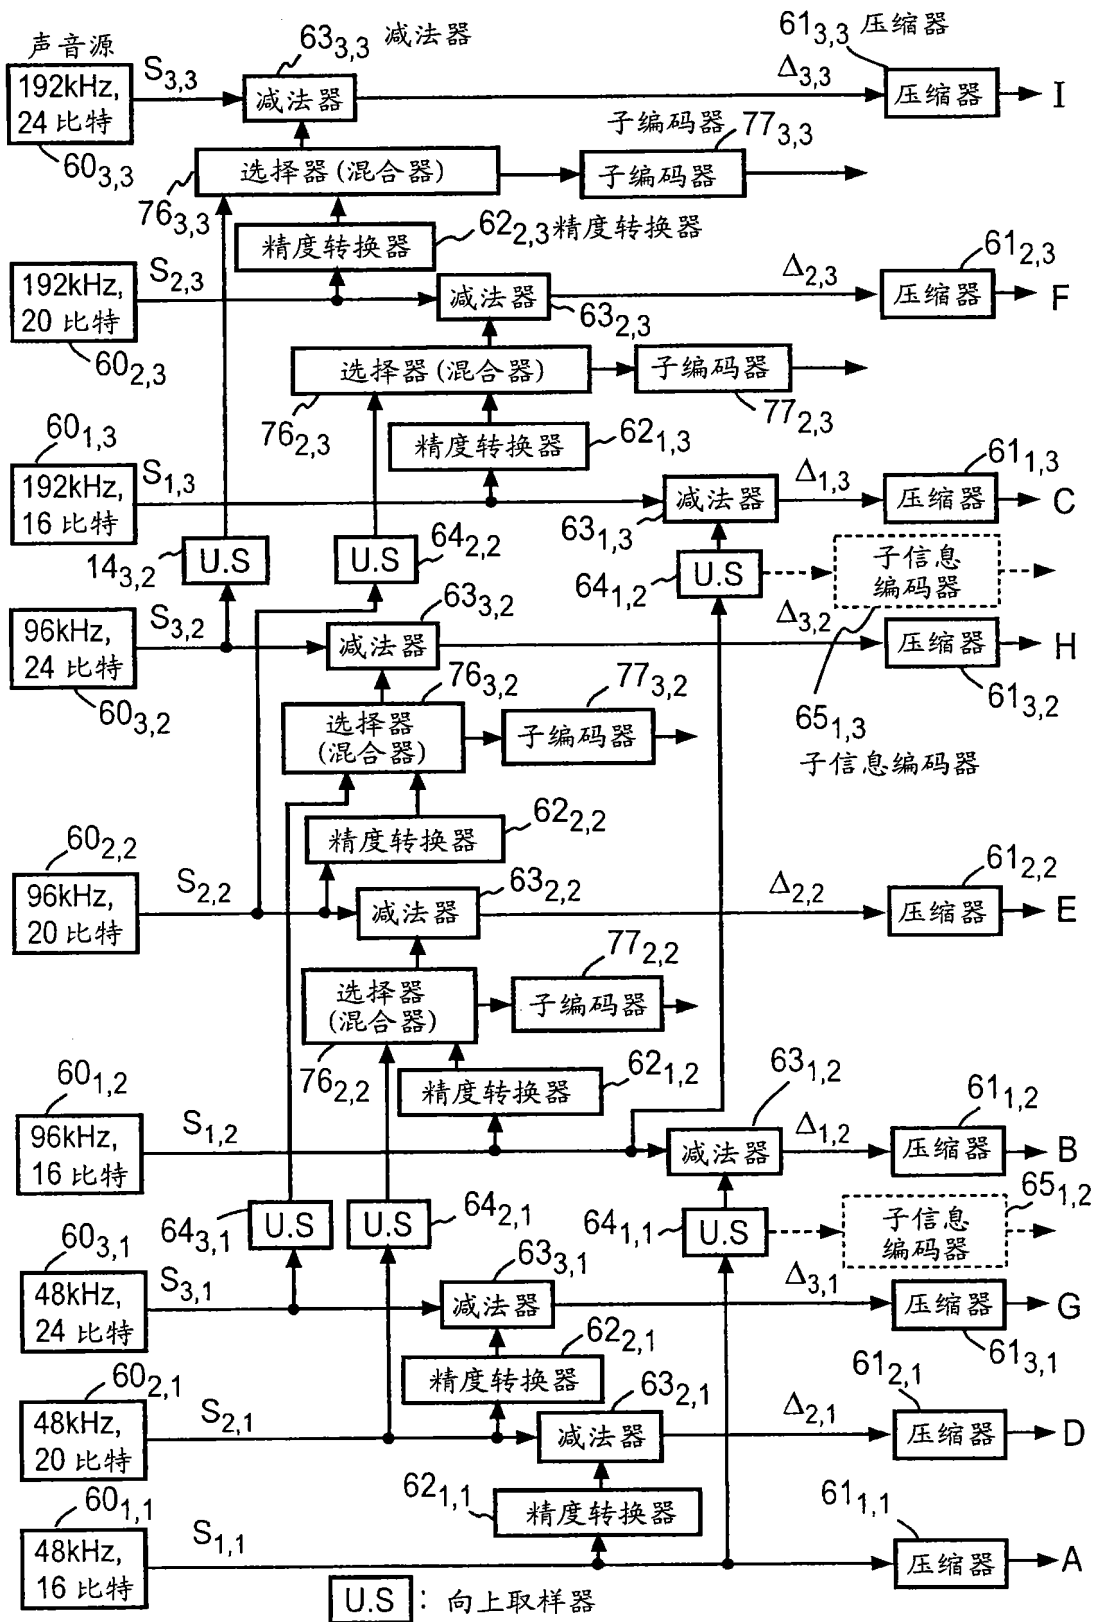 声音源
63₃,₃ 减法器
61₃,₃ 压缩器
192kHz,
24 比特
S₃,₃
减法器
Δ₃,₃
压缩器
I
60₃,₃
子编码器
77₃,₃
选择器(混合器)
子编码器
76₃,₃
精度转换器
62₂,₃ 精度转换器
192kHz,
20 比特
S₂,₃
减法器
Δ₂,₃
61₂,₃
压缩器
F
60₂,₃
63₂,₃
选择器(混合器)
子编码器
76₂,₃
77₂,₃
60₁,₃
精度转换器
62₁,₃
192kHz,
16 比特
S₁,₃
减法器
Δ₁,₃
61₁,₃
压缩器
C
63₁,₃
14₃,₂
U.S
U.S
64₂,₂
64₁,₂
U.S
子信息
编码器
96kHz,
24 比特
S₃,₂
63₃,₂
减法器
Δ₃,₂
压缩器
H
60₃,₂
76₃,₂
77₃,₂
61₃,₂
选择器
(混合器)
子编码器
65₁,₃
子信息编码器
精度转换器
62₂,₂
60₂,₂
96kHz,
20 比特
S₂,₂
减法器
63₂,₂
Δ₂,₂
61₂,₂
压缩器
E
选择器
(混合器)
77₂,₂
子编码器
76₂,₂
精度转换器
62₁,₂
60₁,₂
96kHz,
16 比特
S₁,₂
63₁,₂
减法器
Δ₁,₂
61₁,₂
压缩器
B
64₃,₁
U.S
U.S
64₂,₁
64₁,₁
U.S
子信息
编码器
65₁,₂
60₃,₁
48kHz,
24 比特
S₃,₁
63₃,₁
减法器
Δ₃,₁
压缩器
G
61₃,₁
精度转换器
62₂,₁
60₂,₁
48kHz,
20 比特
S₂,₁
63₂,₁
减法器
Δ₂,₁
61₂,₁
压缩器
D
62₁,₁
精度转换器
60₁,₁
48kHz,
16 比特
S₁,₁
61₁,₁
压缩器
A
U.S : 向上取样器